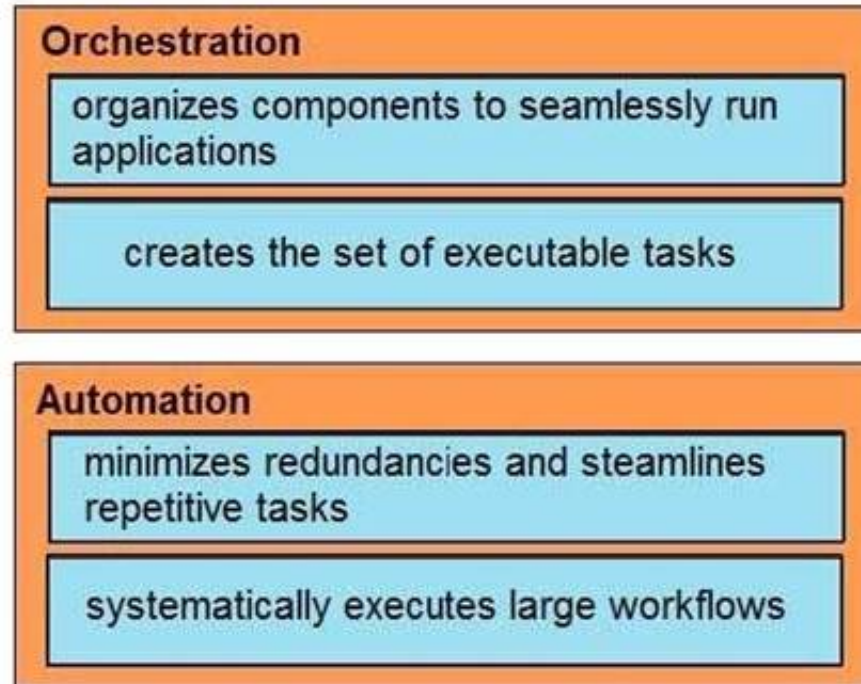 Orchestration
organizes components to seamlessly run
applications
creates the set of executable tasks
Automation
minimizes redundancies and steamlines
repetitive tasks
systematically executes large workflows